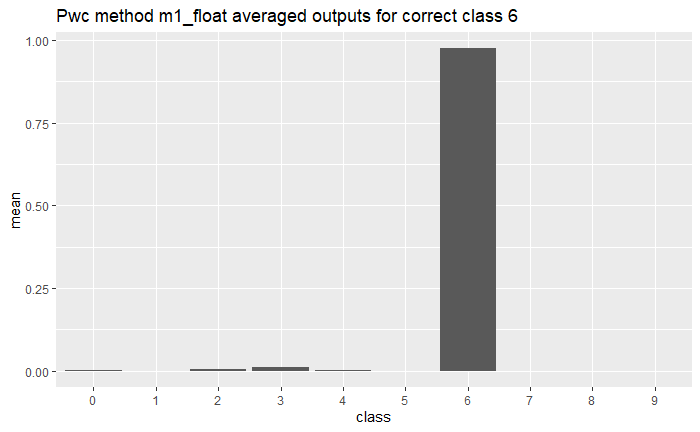 Pwc method m1_float averaged outputs for correct class 6
mean
1.00
0.75
0.50
0.25
0.00
0 1 2 3 4 5 6 7 8 9
class